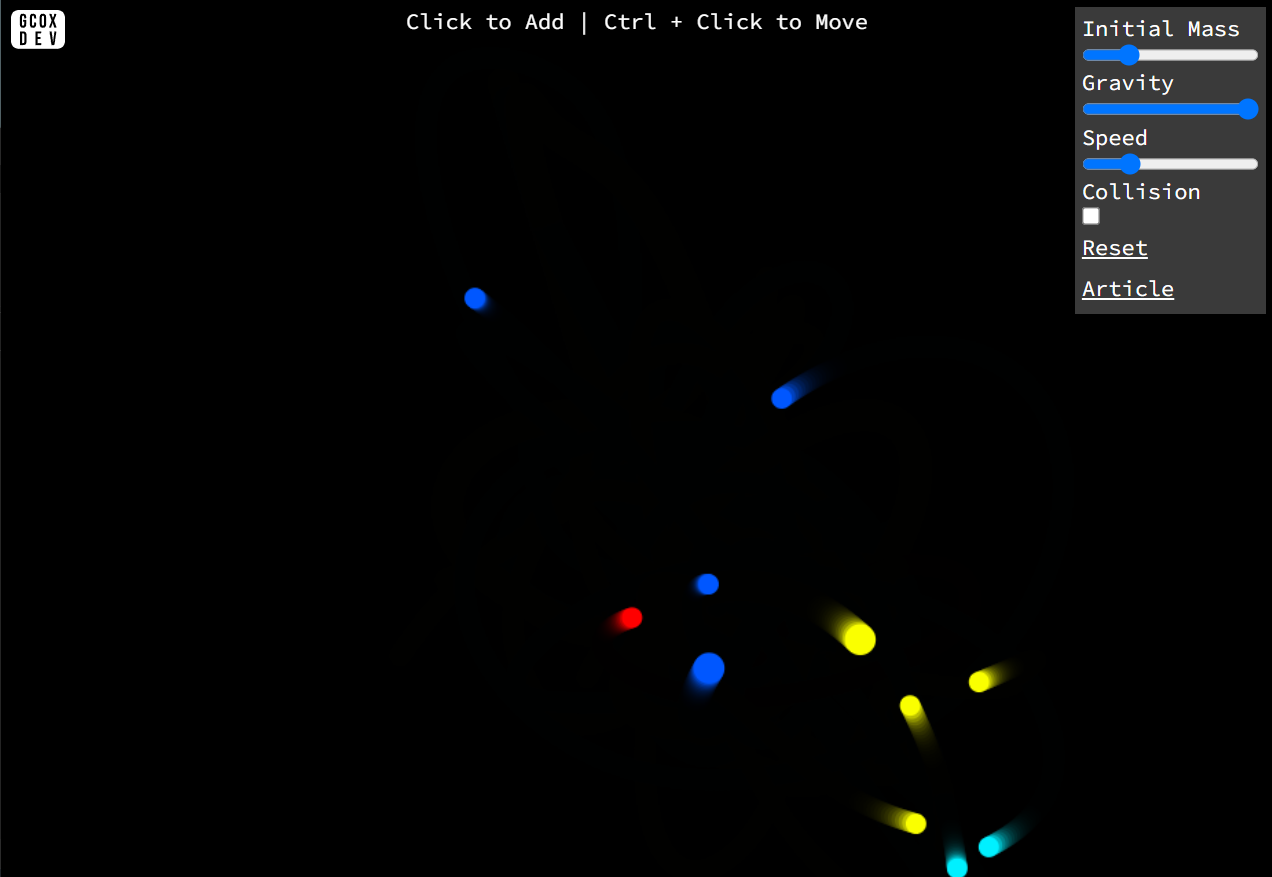 GCOX
DEV
Click to Add | Ctrl + Click to Move
Initial Mass
Gravity
Speed
Collision
Reset
Article